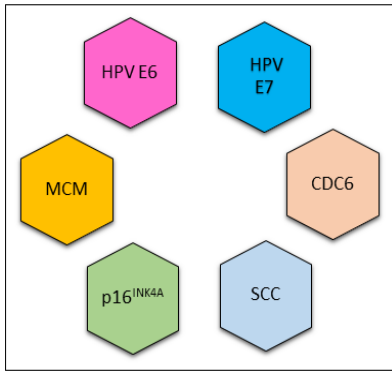 HPV E6
HPV
E7
MCM
CDC6
p16INK4A
SCC